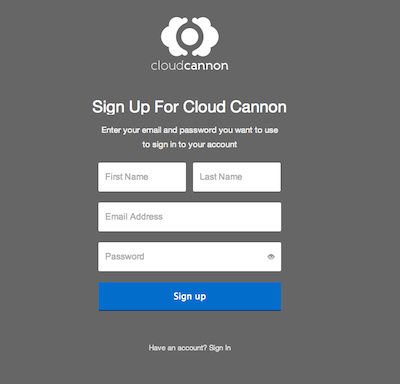 cloudcannon
Sign Up For Cloud Cannon
Enter your email and password you want to use
to sign in to your account
First Name
Last Name
Email Address
Password
Sign up
Have an account? Sign In